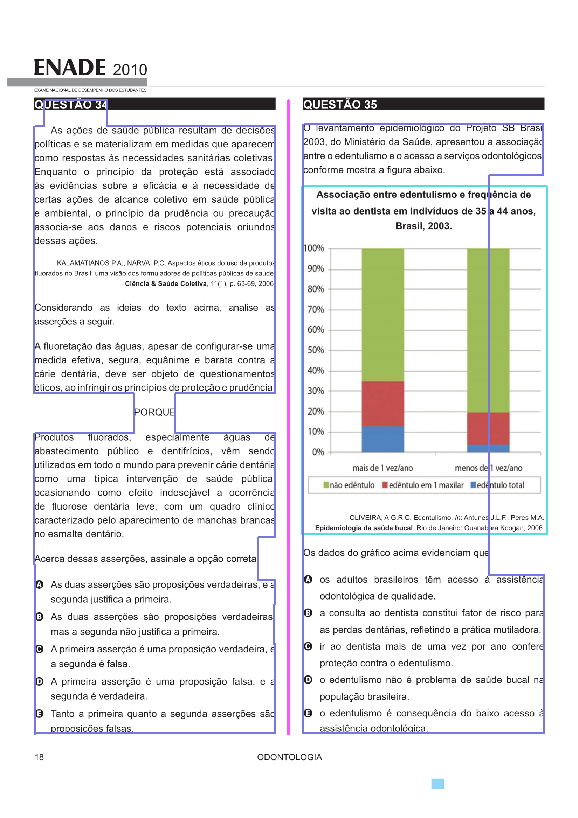 ENADE 2010
EXAME NACIONAL DE DESEMPENHO DOS ESTUDANTES
QUESTÃO 34
As ações de saúde pública resultam de decisões
políticas e se materializam em medidas que aparecem
como respostas às necessidades sanitárias coletivas.
Enquanto o princípio da proteção está associado
às evidências sobre a eficácia e à necessidade de
certas ações de alcance coletivo em saúde pública
e ambiental, o princípio da prudência ou precaução
associa-se aos danos e riscos potenciais oriundos
dessas ações.
KALAMATIANOS P.A.; NARVAI P.C. Aspectos éticos do uso de produtos
fluorados no Brasil: uma visão dos formuladores de políticas públicas de saúde.
Ciência & Saúde Coletiva, 11(1), p. 63-69, 2006.
Considerando as ideias do texto acima, analise as
asserções a seguir.
A fluoretação das águas, apesar de configurar-se uma
medida efetiva, segura, equânime e barata contra a
cárie dentária, deve ser objeto de questionamentos
éticos, ao infringir os princípios de proteção e prudência
PORQUE
Produtos fluorados, especialmente águas de
abastecimento público e dentifrícios, vêm sendo
utilizados em todo o mundo para prevenir cárie dentária
como uma típica intervenção de saúde pública,
ocasionando como efeito indesejável a ocorrência
de fluorose dentária leve, com um quadro clínico
caracterizado pelo aparecimento de manchas brancas
no esmalte dentário.
Acerca dessas asserções, assinale a opção correta.
A As duas asserções são proposições verdadeiras, e a
segunda justifica a primeira.
B As duas asserções são proposições verdadeiras,
mas a segunda não justifica a primeira.
C A primeira asserção é uma proposição verdadeira, e
a segunda é falsa.
D A primeira asserção é uma proposição falsa, e a
segunda é verdadeira.
E Tanto a primeira quanto a segunda asserções são
proposições falsas.
QUESTÃO 35
O levantamento epidemiológico do Projeto SB Brasil
2003, do Ministério da Saúde, apresentou a associação
entre o edentulismo e o acesso a serviços odontológicos,
conforme mostra a figura abaixo.
Associação entre edentulismo e frequência de
visita ao dentista em indivíduos de 35 a 44 anos,
Brasil, 2003.
100%
90%
80%
70%
60%
50%
40%
30%
20%
10%
0%
mais de 1 vez/ano menos de 1 vez/ano
não edêntulo edêntulo em 1 maxilar edêntulo total
OLIVEIRA, A.G.R.C. Edentulismo. In: Antunes J.L.F.; Peres M.A.
Epidemiologia da saúde bucal. Rio de Janeiro: Guanabara Koogan, 2006.
Os dados do gráfico acima evidenciam que
A os adultos brasileiros têm acesso à assistência
odontológica de qualidade.
B a consulta ao dentista constitui fator de risco para
as perdas dentárias, refletindo a prática mutiladora.
C ir ao dentista mais de uma vez por ano confere
proteção contra o edentulismo.
D o edentulismo não é problema de saúde bucal na
população brasileira.
E o edentulismo é consequência do baixo acesso à
assistência odontológica.
18
ODONTOLOGIA